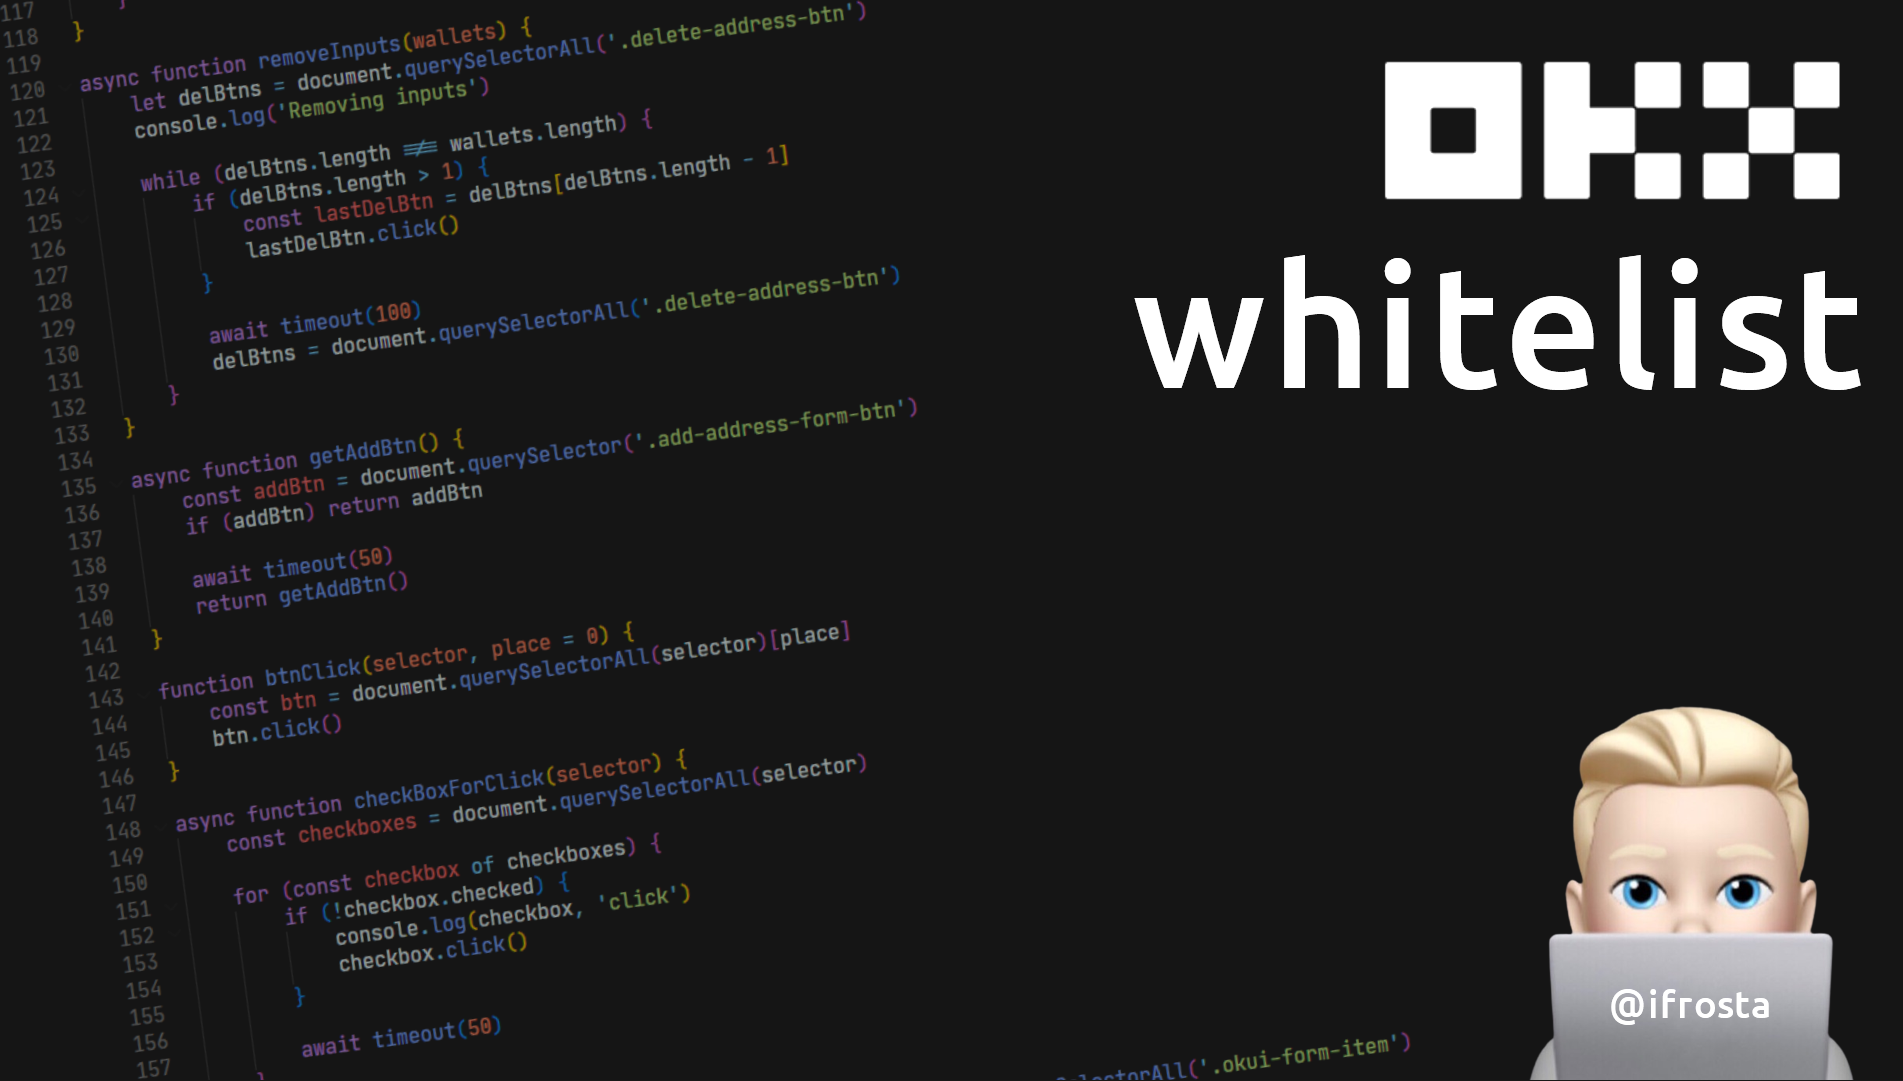 117 }
118 }
119
120 async function removeInputs(wallets) {
121 let delBtns = document.querySelectorAll('.delete-address-btn')
122 console.log('Removing inputs')
123
124 while (delBtns.length !== wallets.length) {
125 if (delBtns.length > 1) {
126 const lastDelBtn = delBtns[delBtns.length - 1]
127 lastDelBtn.click()
128 }
129
130 await timeout(100)
131 delBtns = document.querySelectorAll('.delete-address-btn')
132 }
133 }
134
135 async function getAddBtn() {
136 const addBtn = document.querySelector('.add-address-form-btn')
137 if (addBtn) return addBtn
138
139 await timeout(50)
140 return getAddBtn()
141 }
142
143 function btnClick(selector, place = 0) {
144 const btn = document.querySelectorAll(selector)[place]
145 btn.click()
146 }
147
148 async function checkBoxForClick(selector) {
149 const checkboxes = document.querySelectorAll(selector)
150
151 for (const checkbox of checkboxes) {
152 if (!checkbox.checked) {
153 console.log(checkbox, 'click')
154 checkbox.click()
155 }
156
157 await timeout(50)
}
('.okui-form-item')
OKX
whitelist
@ifrosta